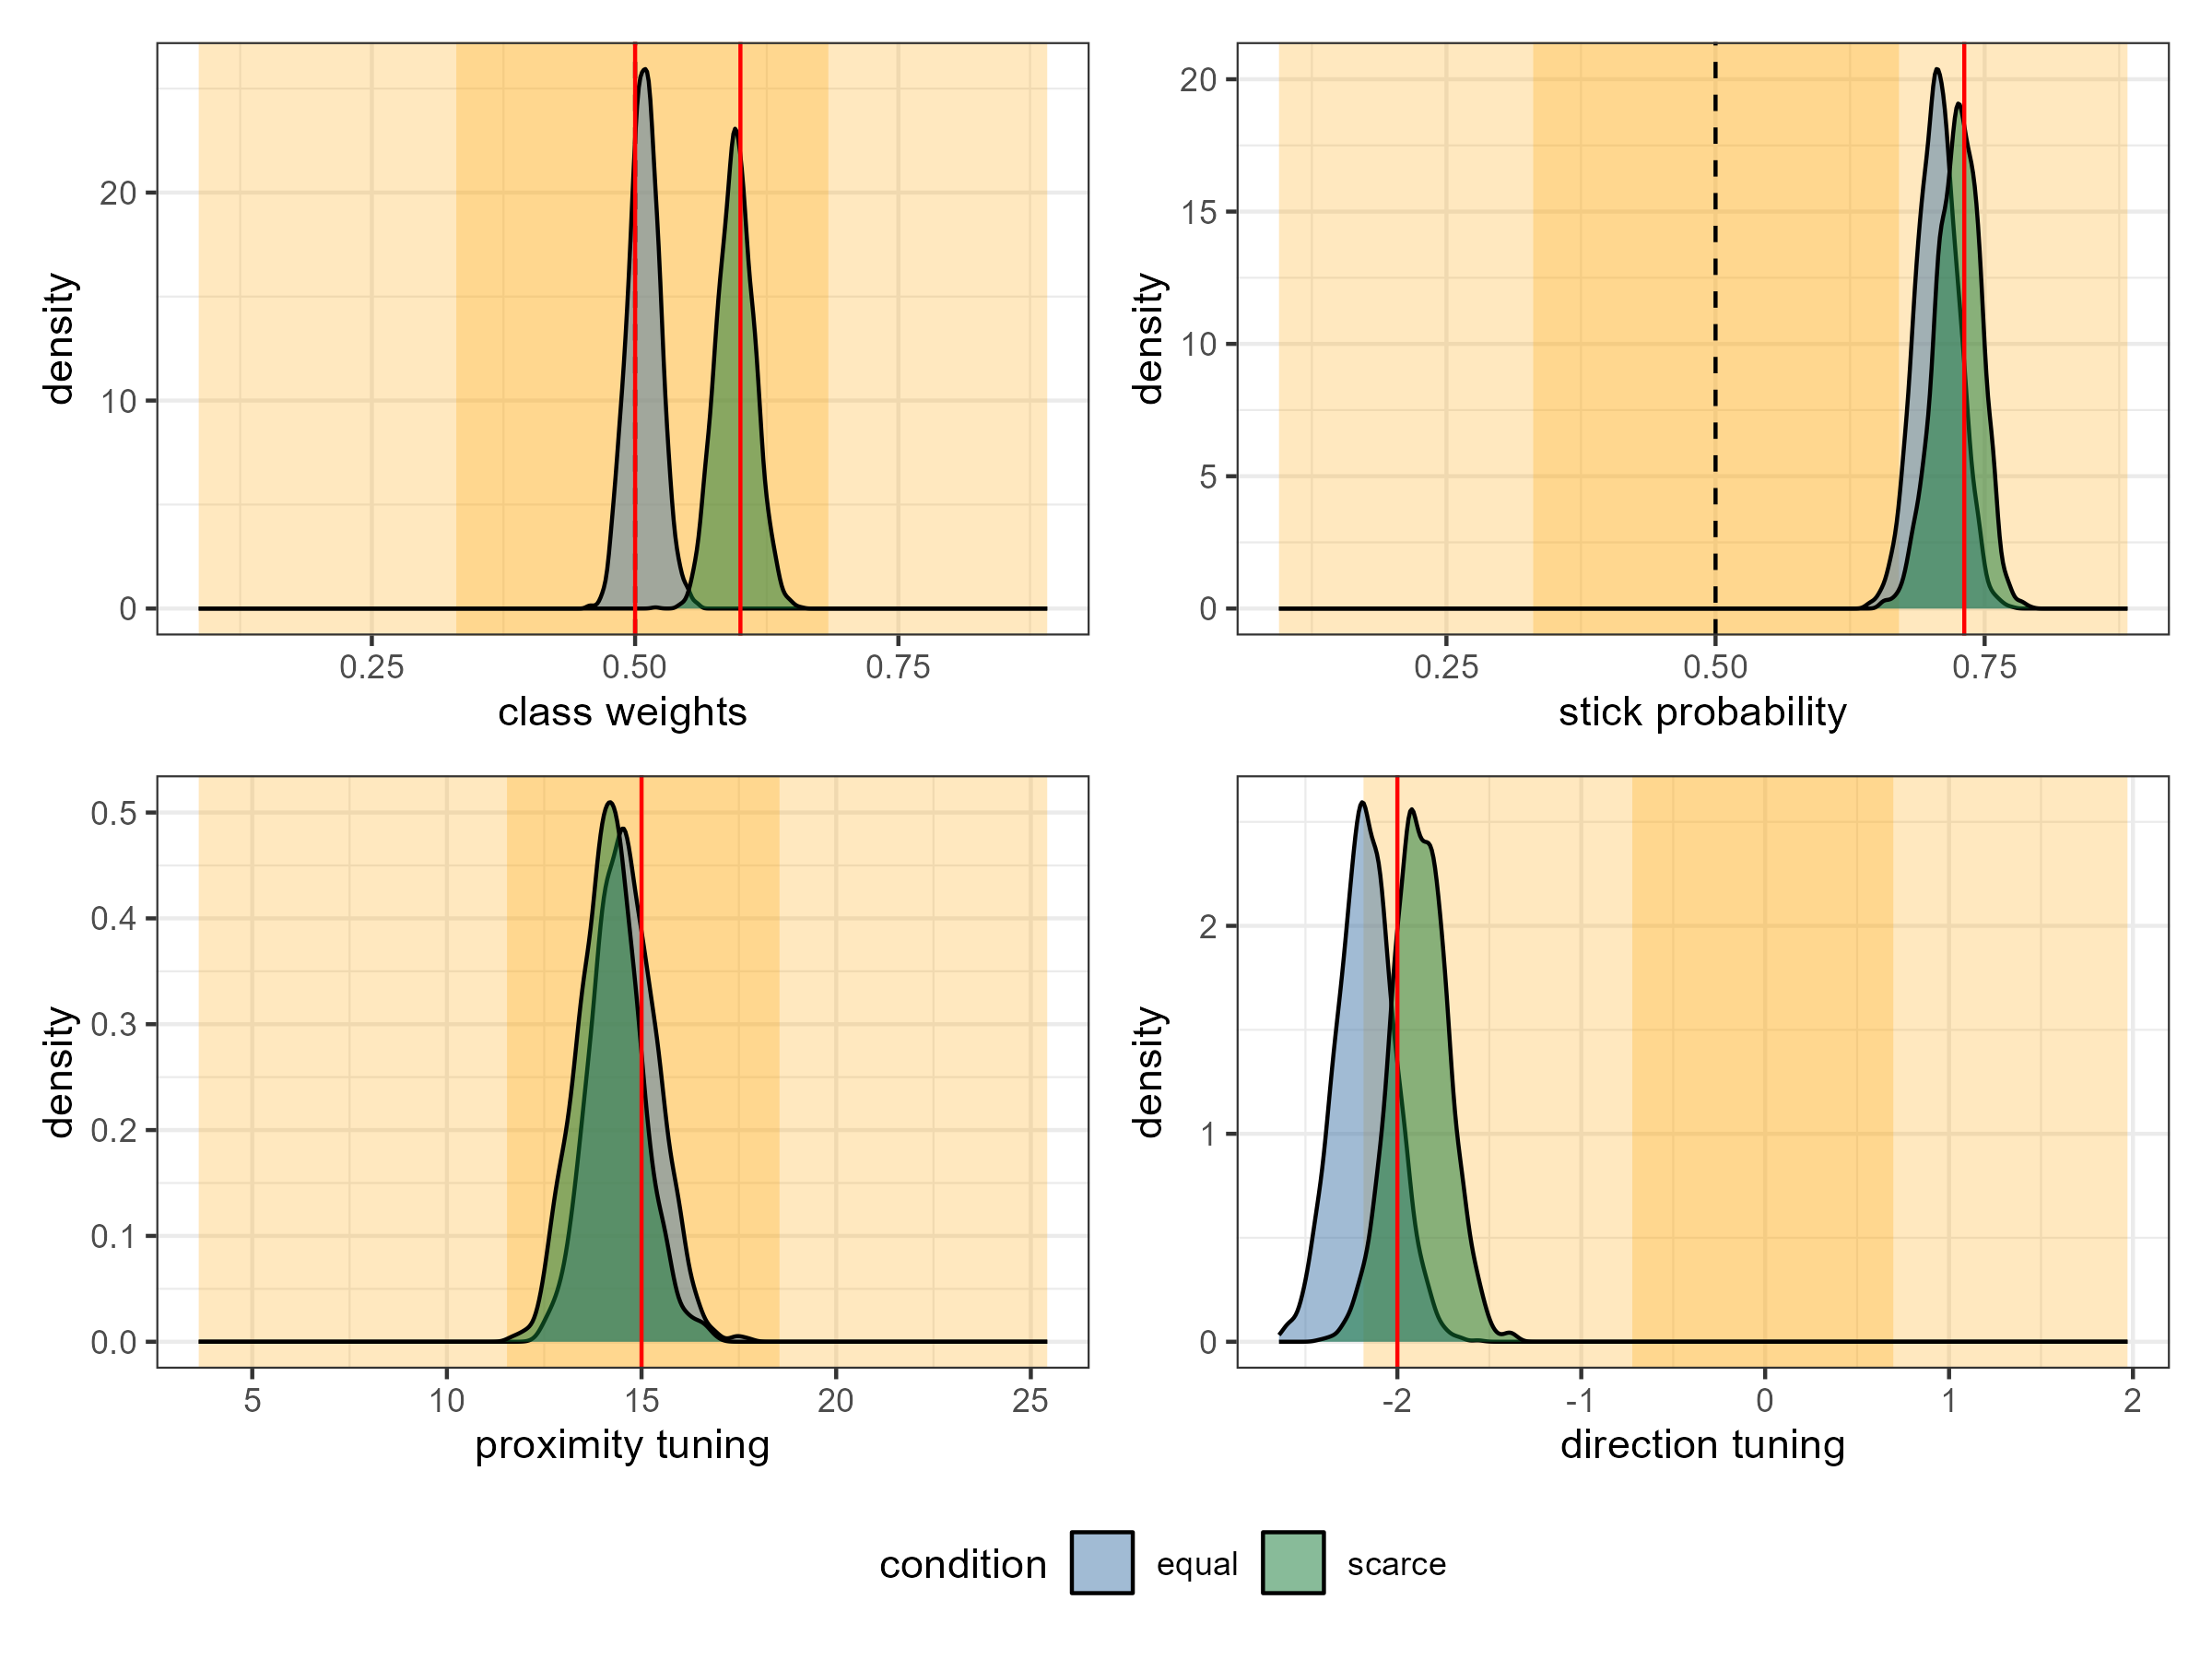 density
20
10
0
0.25 0.50 0.75
class weights
density
20
15
10
5
0
0.25 0.50 0.75
stick probability
density
0.5
0.4
0.3
0.2
0.1
0.0
5 10 15 20 25
proximity tuning
density
2
1
0
-2 -1 0 1 2
direction tuning
condition equal scarce